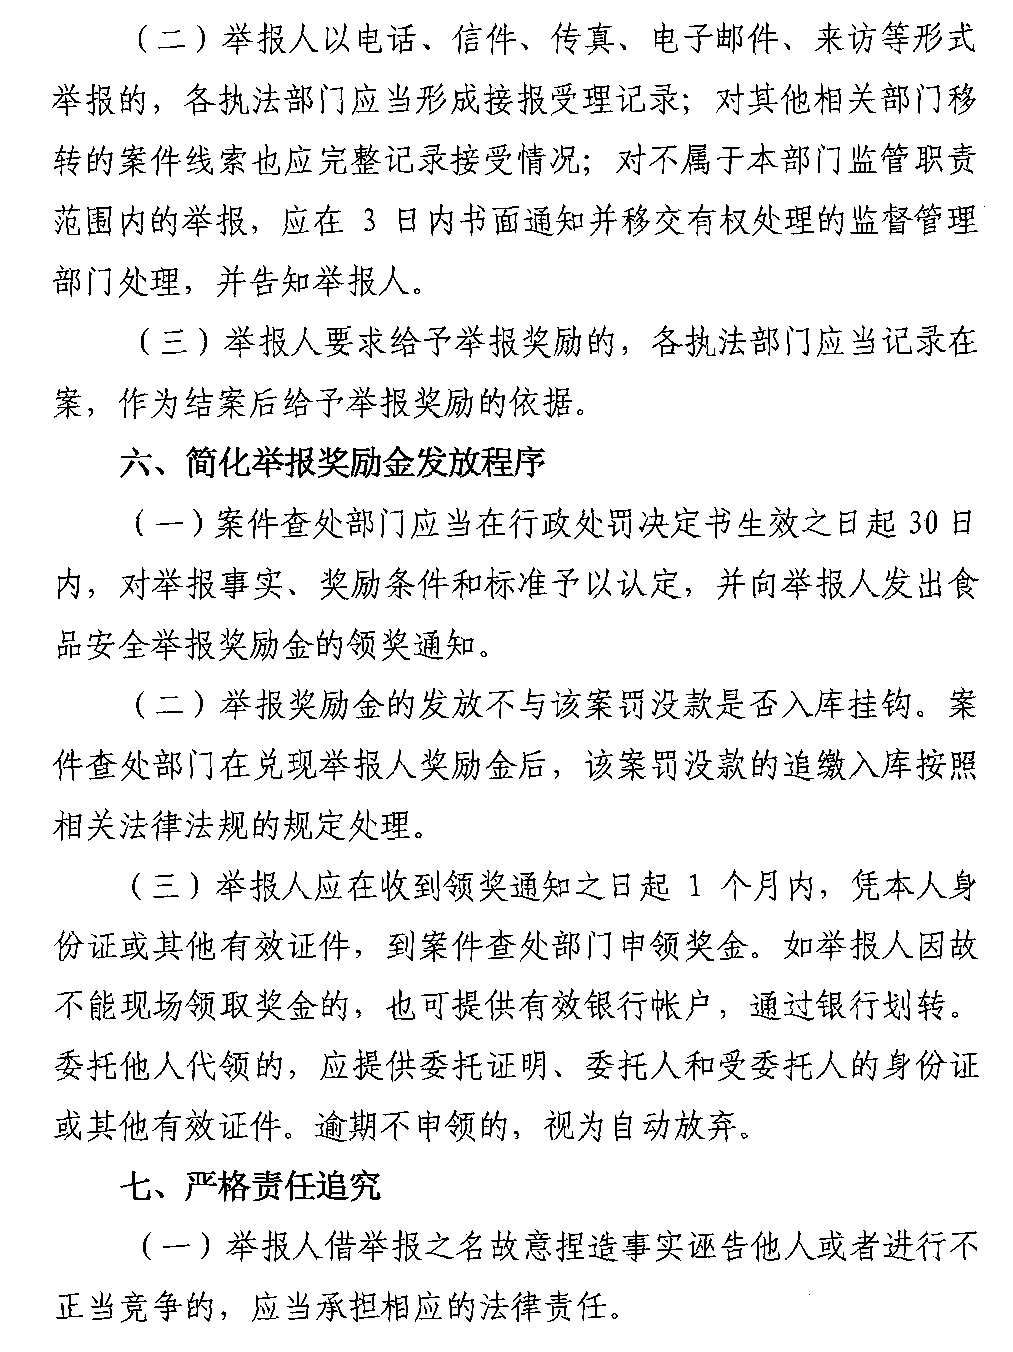 （二）举报人以电话、信件、传真、电子邮件、来访等形式
举报的，各执法部门应当形成接报受理记录；对其他相关部门移
转的案件线索也应完整记录接受情况；对不属于本部门监管职责
范围内的举报，应在 3 日内书面通知并移交有权处理的监督管理
部门处理，并告知举报人。
（三）举报人要求给予举报奖励的，各执法部门应当记录在
案，作为结案后给予举报奖励的依据。
六、简化举报奖励金发放程序
（一）案件查处部门应当在行政处罚决定书生效之日起 30 日
内，对举报事实、奖励条件和标准予以认定，并向举报人发出食
品安全举报奖励金的领奖通知。
（二）举报奖励金的发放不与该案罚没款是否入库挂钩。案
件查处部门在兑现举报人奖励金后，该案罚没款的追缴入库按照
相关法律法规的规定处理。
（三）举报人应在收到领奖通知之日起 1 个月内，凭本人身
份证或其他有效证件，到案件查处部门申领奖金。如举报人因故
不能现场领取奖金的，也可提供有效银行帐户，通过银行划转。
委托他人代领的，应提供委托证明、委托人和受委托人的身份证
或其他有效证件。逾期不申领的，视为自动放弃。
七、严格责任追究
（一）举报人借举报之名故意捏造事实诬告他人或者进行不
正当竞争的，应当承担相应的法律责任。